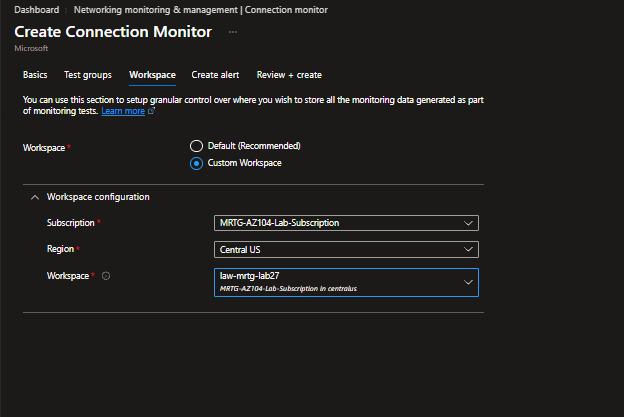 Dashboard > Networking monitoring & management | Connection monitor
Create Connection Monitor ...
Microsoft
Basics Test groups Workspace Create alert Review + create
You can use this section to setup granular control over where you wish to store all the monitoring data generated as part
of monitoring tests. Learn more
Workspace *
Default (Recommended)
Custom Workspace
Workspace configuration
Subscription *
MRTG-AZ104-Lab-Subscription
Region *
Central US
Workspace *
law-mrtg-lab27
MRTG-AZ104-Lab-Subscription in centralus